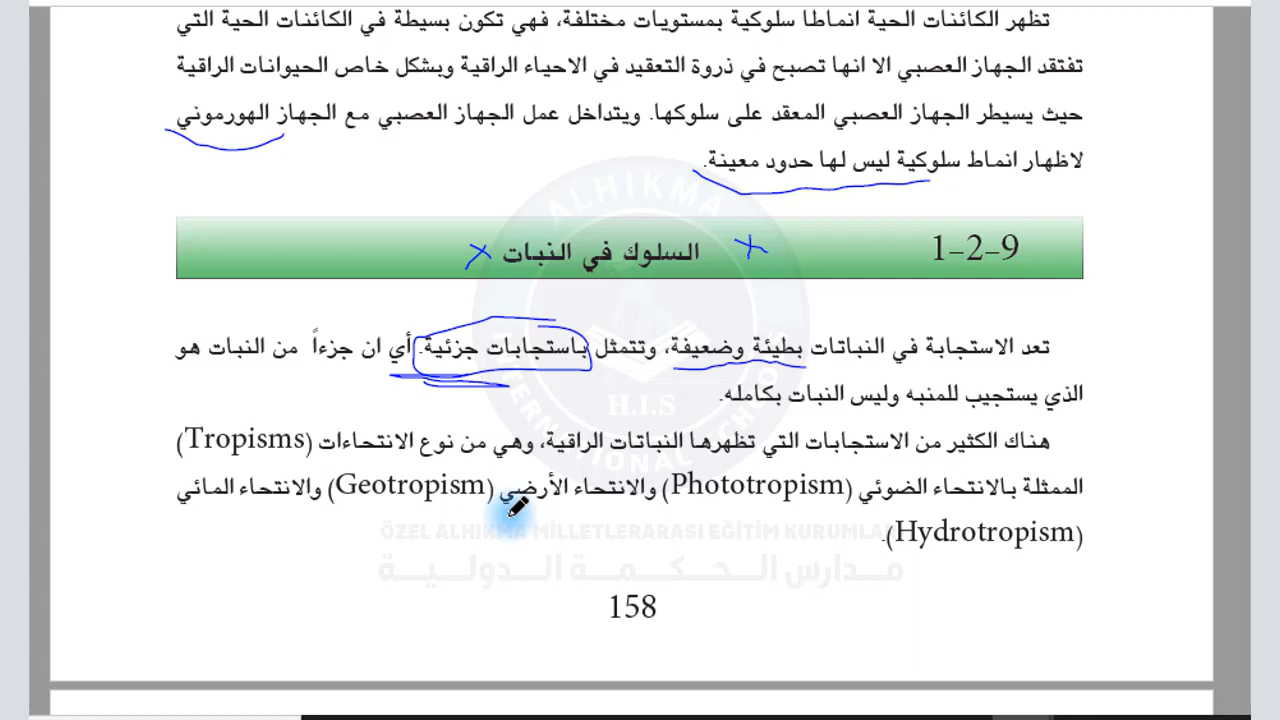 تظهر الكائنات الحية انماطا سلوكية بمستويات مختلفة، فهي تكون بسيطة في الكائنات الحية التي
تفتقد الجهاز العصبي الا انها تصبح في ذروة التعقيد في الاحياء الراقية وبشكل خاص الحيوانات الراقية
حيث يسيطر الجهاز العصبي المعقد على سلوكها. ويتداخل عمل الجهاز العصبي مع الجهاز الهورموني
لاظهار انماط سلوكية ليس لها حدود معينة.
ALHIKMA
1-2-9 السلوك في النبات
تعد الاستجابة في النباتات بطيئة وضعيفة، وتتمثل باستجابات جزئية. أي ان جزءاً من النبات هو
الذي يستجيب للمنبه وليس النبات بكامله.
H.I.S
INTERNATIONAL
هناك الكثير من الاستجابات التي تظهرها النباتات الراقية، وهي من نوع الانتحاءات (Tropisms)
الممثلة بالانتحاء الضوئي (Phototropism) والانتحاء الأرضي (Geotropism) والانتحاء المائي
(Hydrotropism).
ÖZEL ALHIKMA MİLLETLERARASI EĞİTİM KURUMLARI
مـدارس الـحـكـمـة الـدولـيـة
158